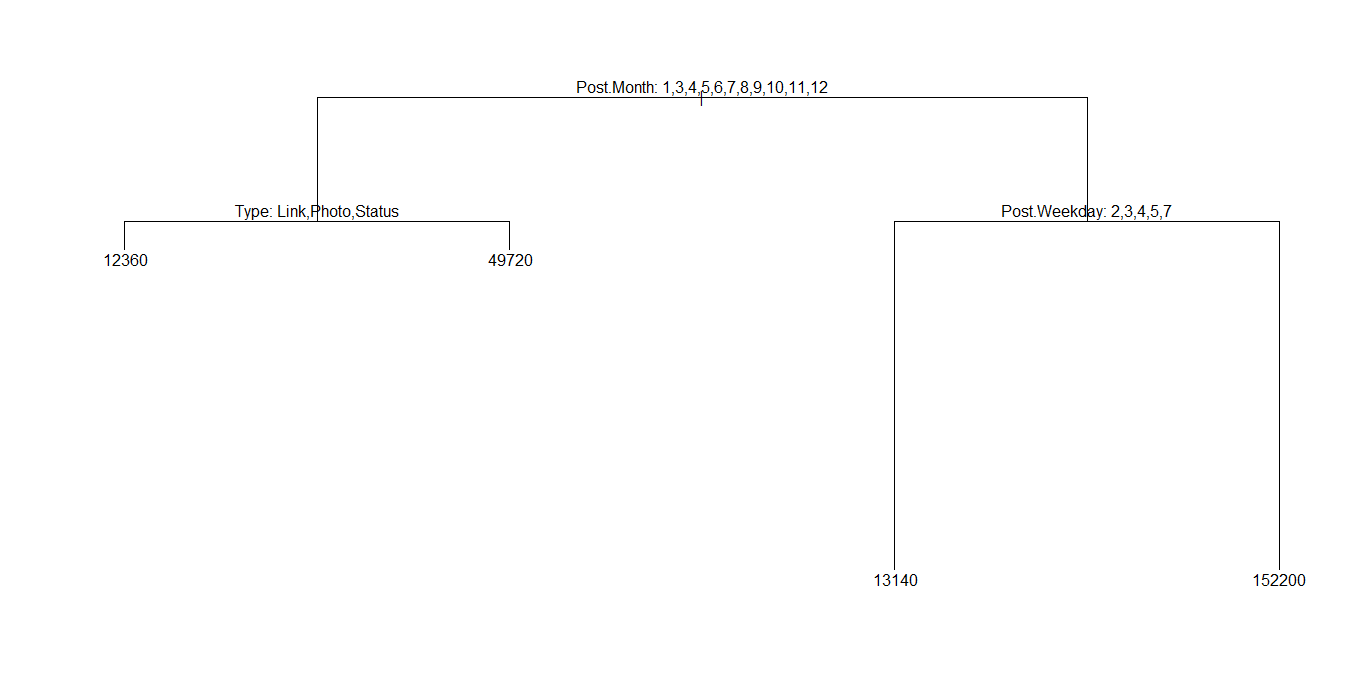 Post.Month: 1,3,4,5,6,7,8,9,10,11,12
Type: Link,Photo,Status
Post.Weekday: 2,3,4,5,7
12360
49720
13140
152200